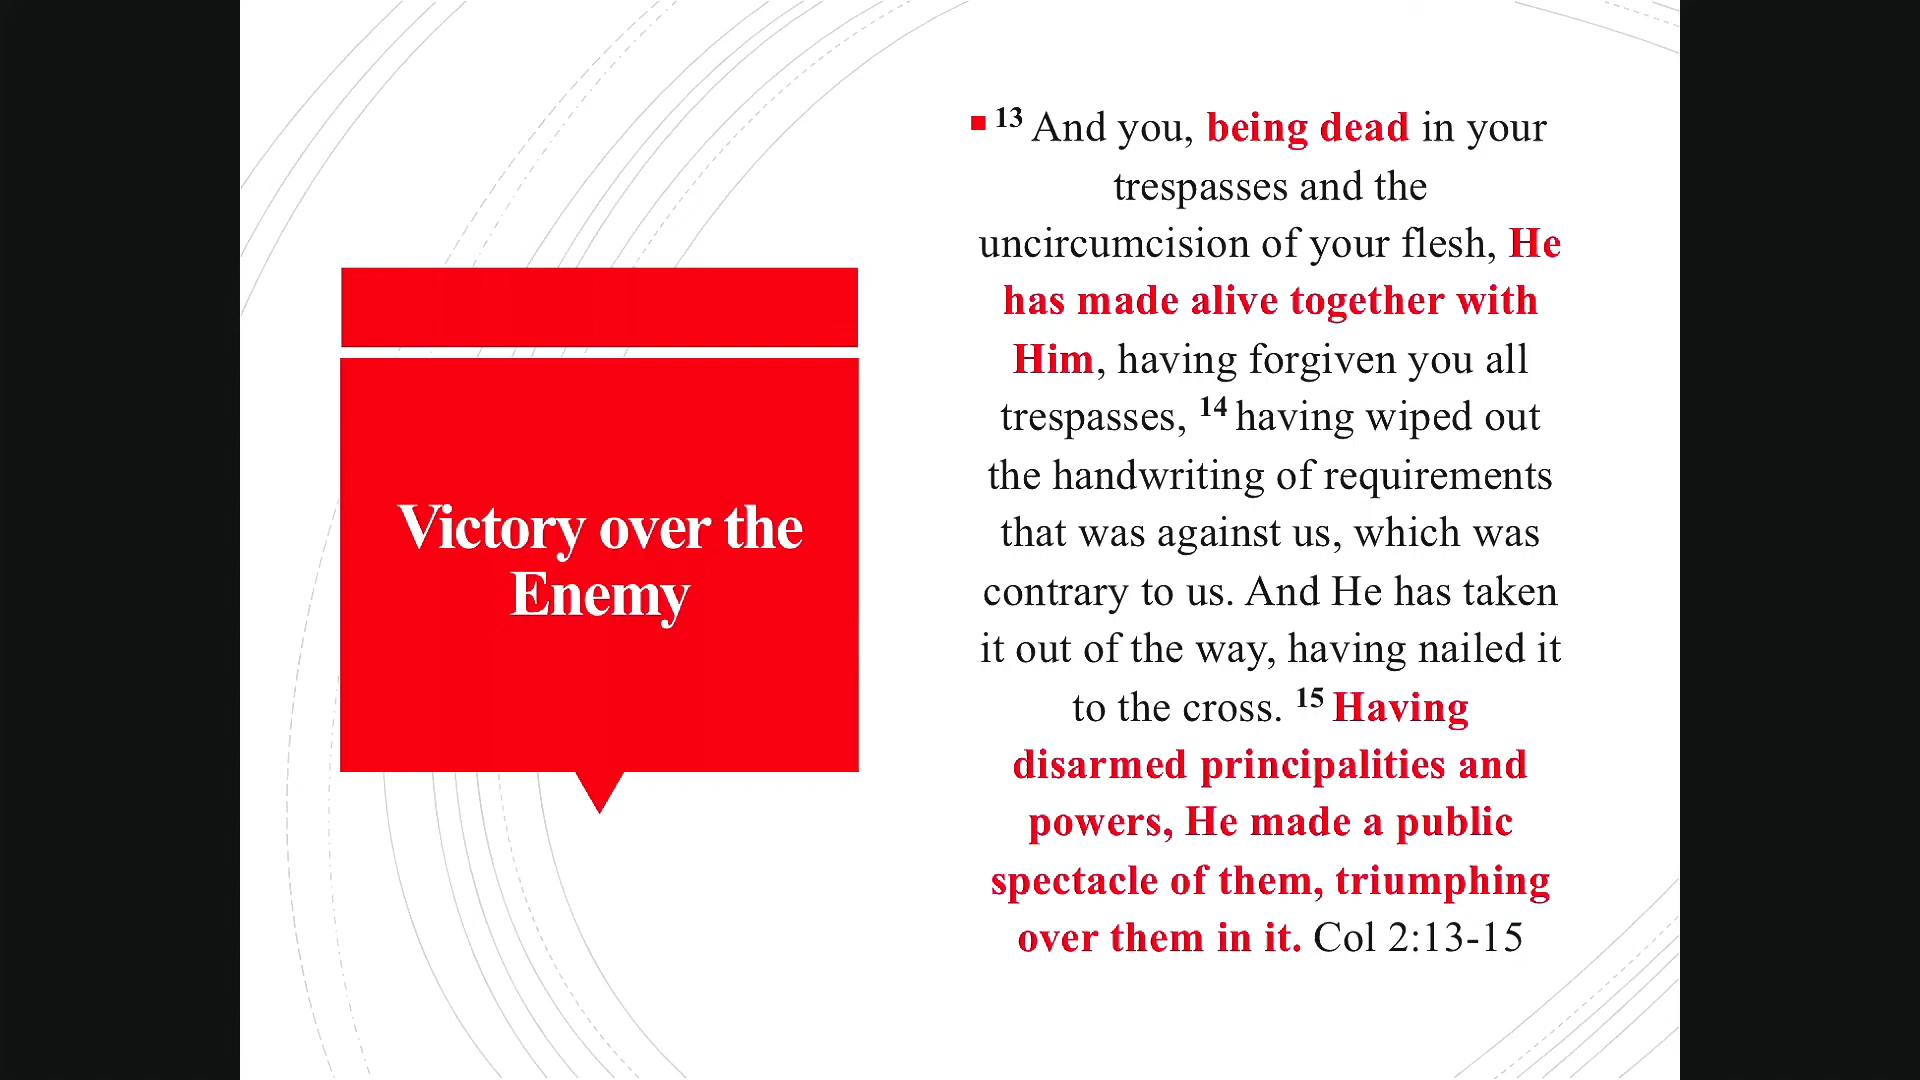 Victory over the
Enemy
13 And you, being dead in your
trespasses and the
uncircumcision of your flesh, He
has made alive together with
Him, having forgiven you all
trespasses, 14 having wiped out
the handwriting of requirements
that was against us, which was
contrary to us. And He has taken
it out of the way, having nailed it
to the cross. 15 Having
disarmed principalities and
powers, He made a public
spectacle of them, triumphing
over them in it. Col 2:13-15